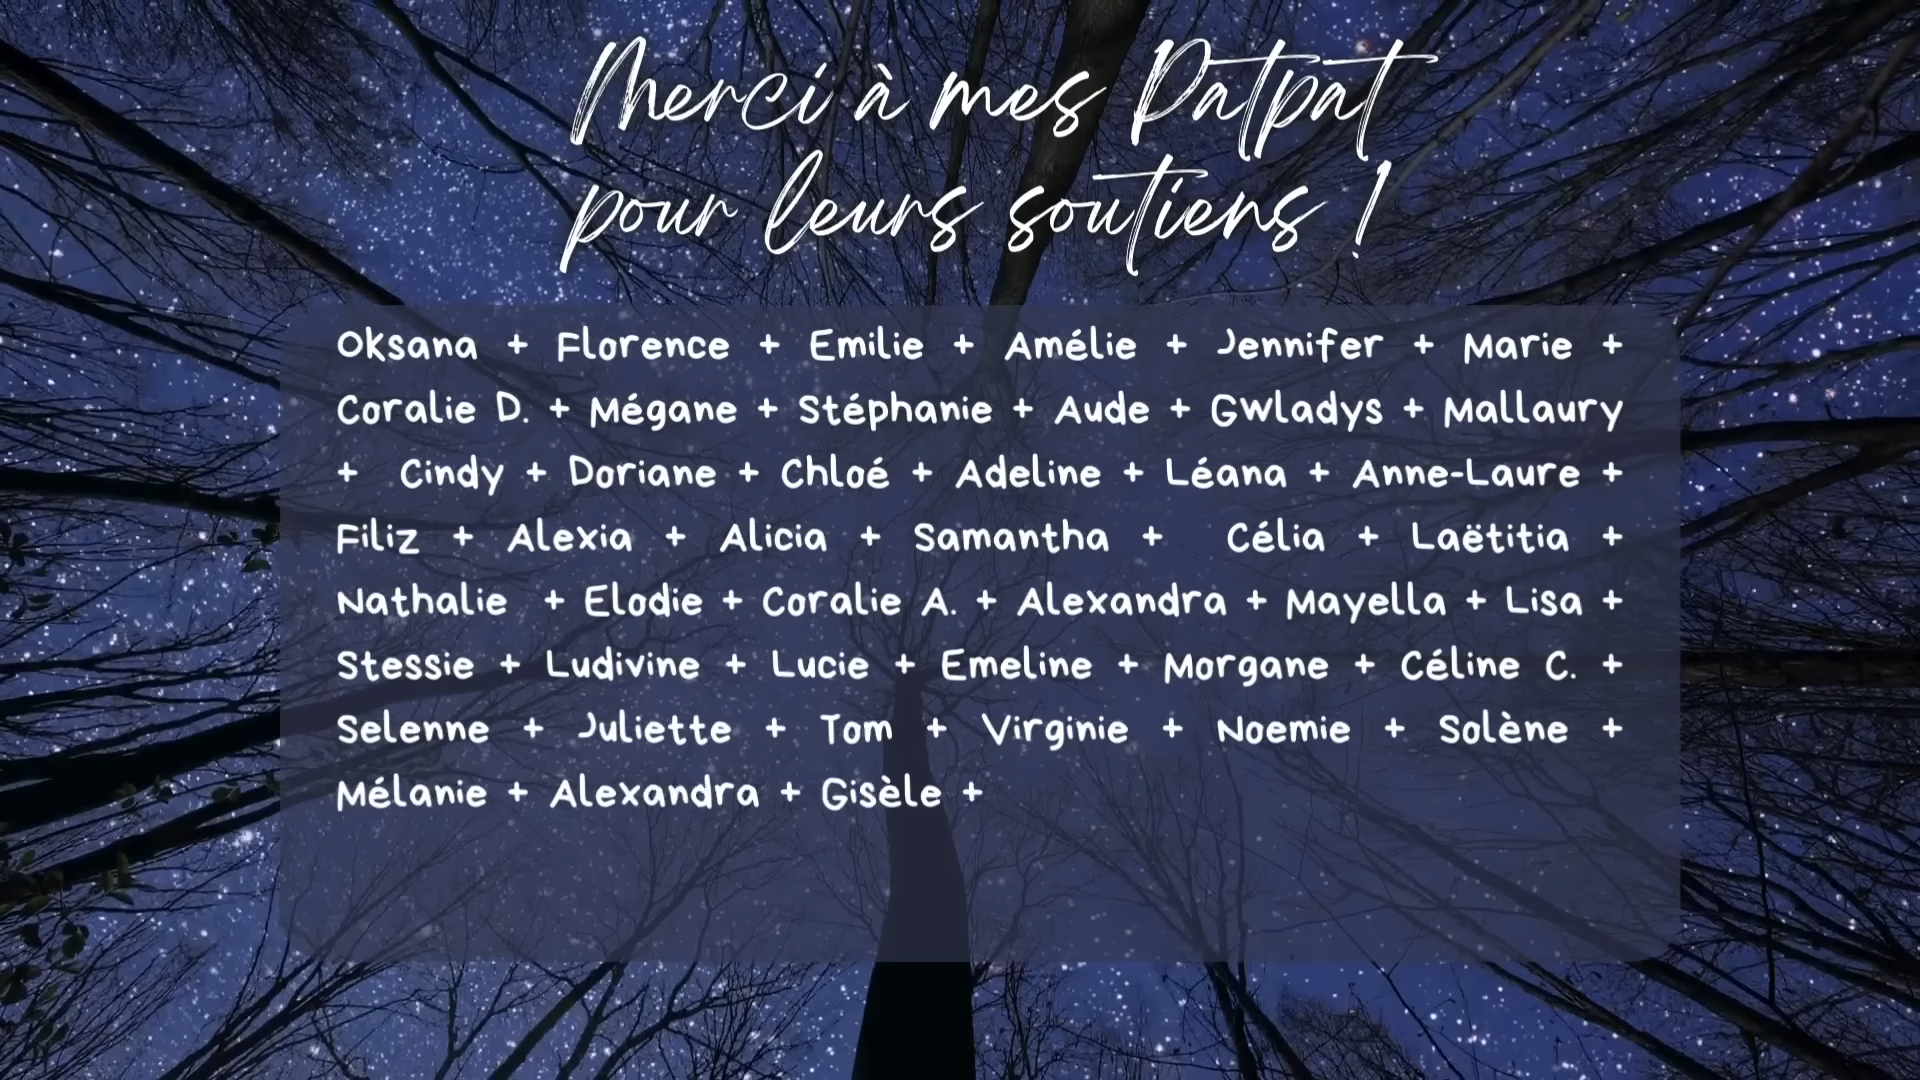 Merci à mes Patpat
pour leurs soutiens !
Oksana + Florence + Emilie + Amélie + Jennifer + Marie +
Coralie D. + Mégane + Stéphanie + Aude + Gwladys + Mallaury
+ Cindy + Doriane + Chloé + Adeline + Léana + Anne-Laure +
Filiz + Alexia + Alicia + Samantha + Célia + Laëtitia +
Nathalie + Elodie + Coralie A. + Alexandra + Mayella + Lisa +
Stessie + Ludivine + Lucie + Emeline + Morgane + Céline C. +
Selenne + Juliette + Tom + Virginie + Noemie + Solène +
Mélanie + Alexandra + Gisèle +